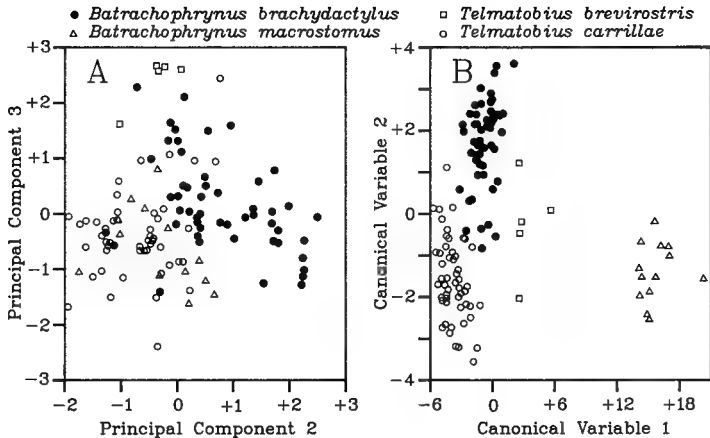 ● Batrachophrynus brachydactylus □ Telmatobius brevirostris
△ Batrachophrynus macrostomus ○ Telmatobius carrillae
A
Principal Component 3
+3
+2
+1
0
−1
−2
−3
−2 −1 0 +1 +2 +3
Principal Component 2
B
Canonical Variable 2
+4
+2
0
−2
−4
−6 0 +6 +12 +18
Canonical Variable 1